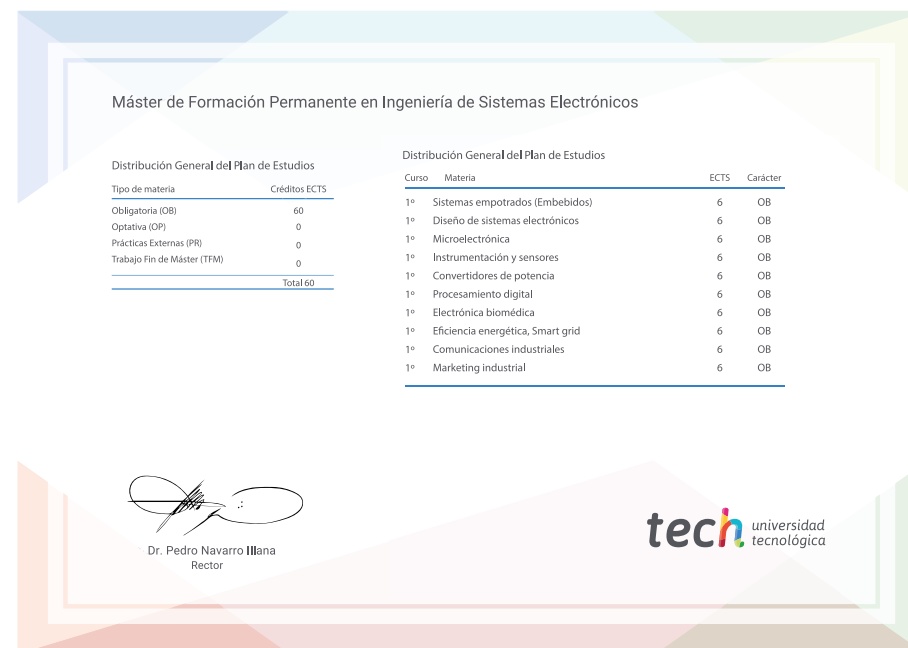 Máster de Formación Permanente en Ingeniería de Sistemas Electrónicos
Distribución General del Plan de Estudios
Tipo de materia Créditos ECTS
Obligatoria (OB) 60
Optativa (OP) 0
Prácticas Externas (PR) 0
Trabajo Fin de Máster (TFM) 0
Total 60
Distribución General del Plan de Estudios
Curso Materia ECTS Carácter
1º Sistemas empotrados (Embebidos) 6 OB
1º Diseño de sistemas electrónicos 6 OB
1º Microelectrónica 6 OB
1º Instrumentación y sensores 6 OB
1º Convertidores de potencia 6 OB
1º Procesamiento digital 6 OB
1º Electrónica biomédica 6 OB
1º Eficiencia energética, Smart grid 6 OB
1º Comunicaciones industriales 6 OB
1º Marketing industrial 6 OB
Dr. Pedro Navarro Illana
Rector
tech universidad
tecnológica